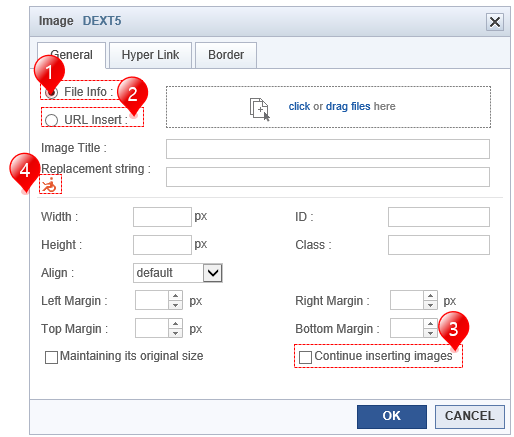 Image DEXT5
General Hyper Link Border
1
File Info : 2
click or drag files here
URL Insert :
Image Title :
4 Replacement string :
Width : px ID :
Height : px Class :
Align : default
Left Margin : px Right Margin : px
Top Margin : px Bottom Margin : 3
Maintaining its original size Continue inserting images
OK CANCEL